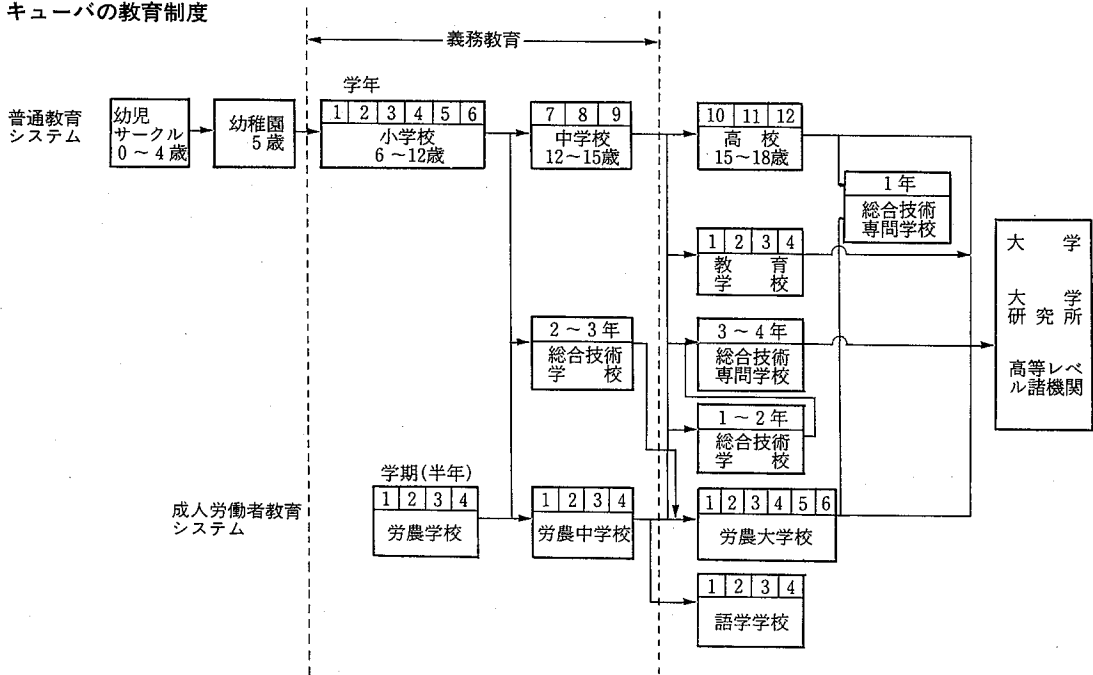 キューバの教育制度
義務教育
普通教育
システム
幼児
サークル
0～4歳
幼稚園
5歳
学年
1 2 3 4 5 6
小学校
6～12歳
7 8 9
中学校
12～15歳
10 11 12
高校
15～18歳
1年
総合技術
専問学校
1 2 3 4
教育
学校
2～3年
総合技術
学校
3～4年
総合技術
専問学校
1～2年
総合技術
学校
大学
大学
研究所
高等レベ
ル諸機関
成人労働者教育
システム
学期(半年)
1 2 3 4
労農学校
1 2 3 4
労農中学校
1 2 3 4 5 6
労農大学校
1 2 3 4
語学学校